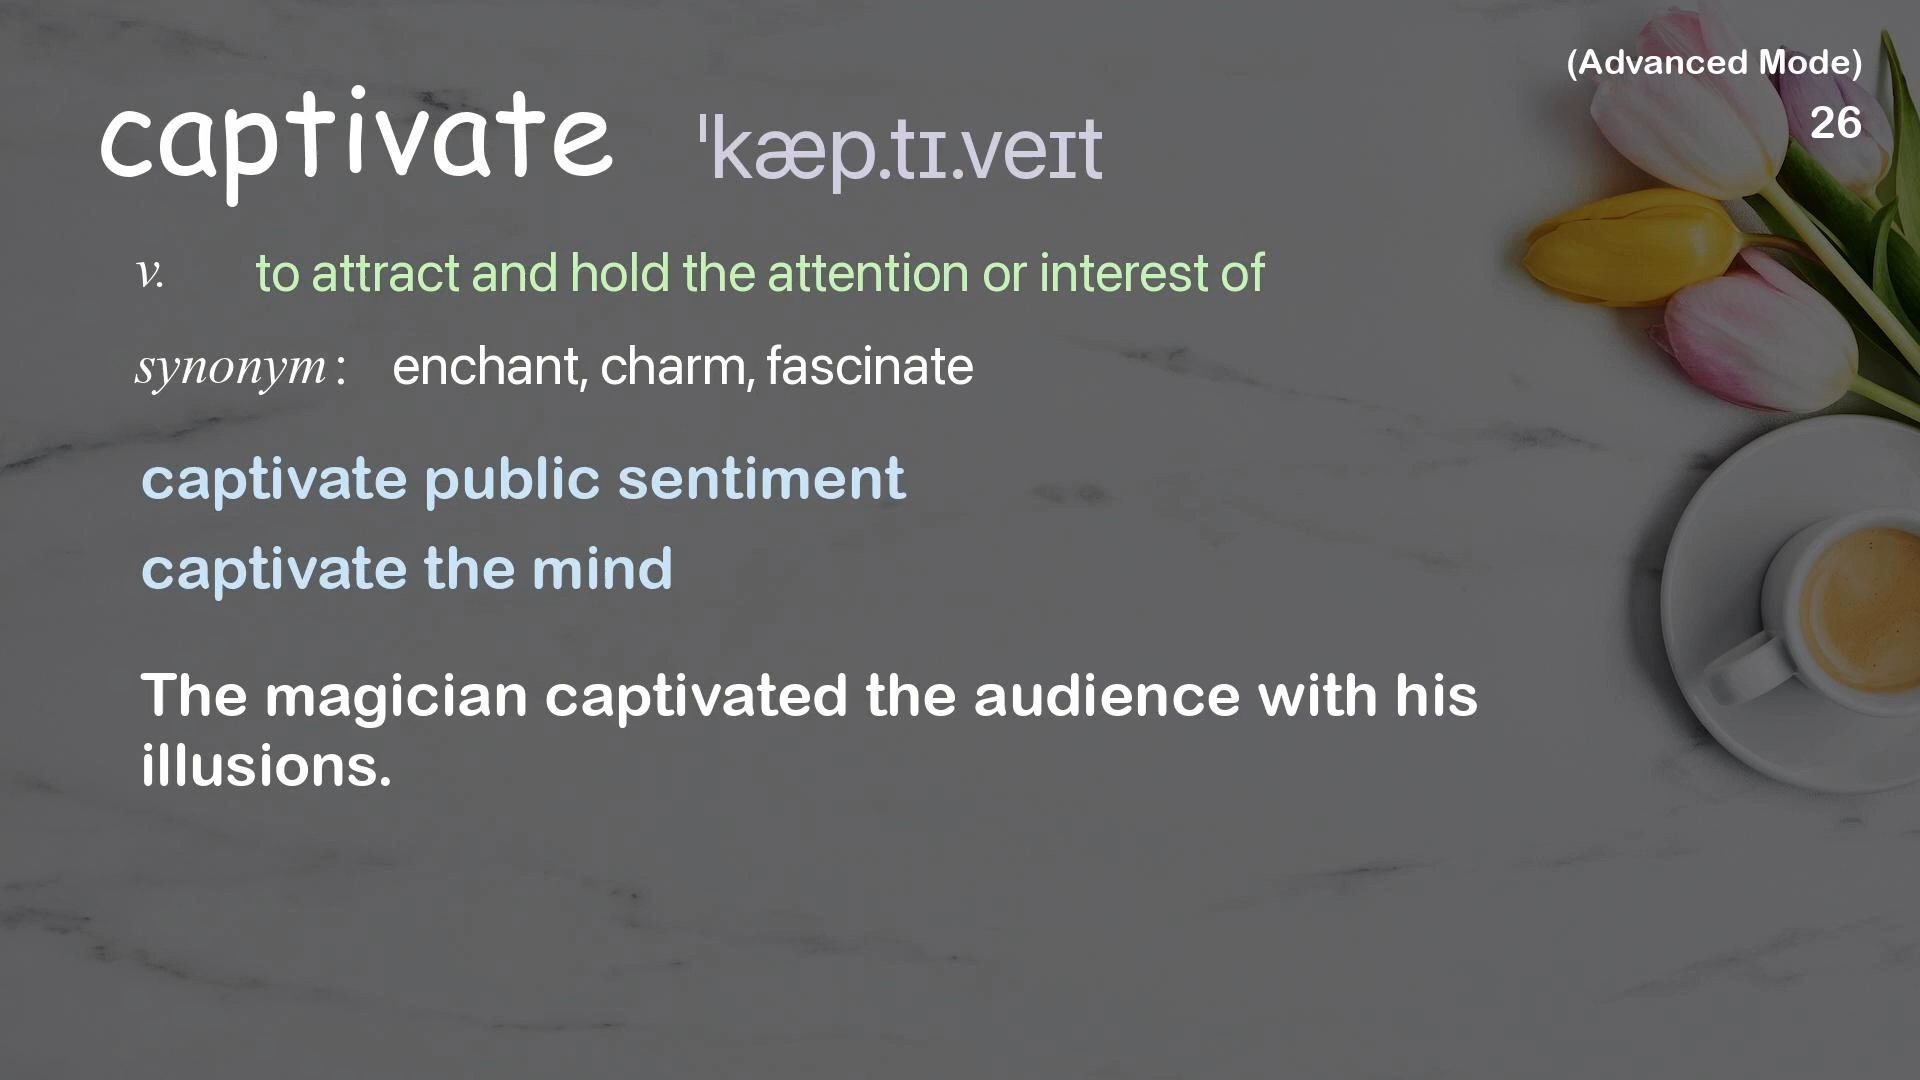 (Advanced Mode)
26
captivate ˈkæp.tɪ.veɪt
v. to attract and hold the attention or interest of
synonym: enchant, charm, fascinate
captivate public sentiment
captivate the mind
The magician captivated the audience with his
illusions.